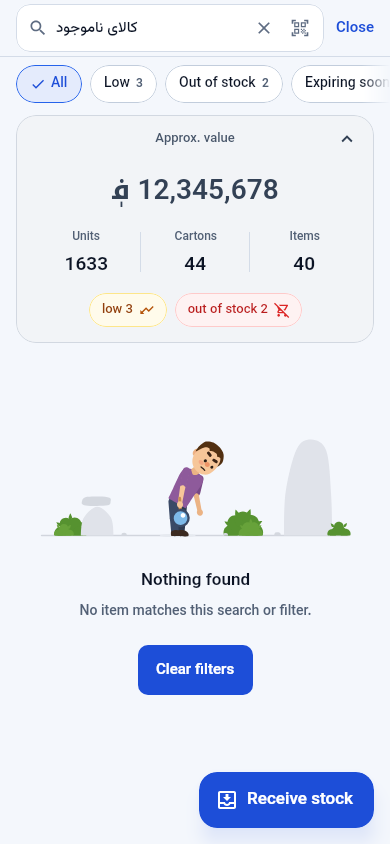 کالای ناموجود
Close
All
Low 3
Out of stock 2
Expiring soon
Approx. value
12,345,678 ؋
Units
Cartons
Items
1633
44
40
low 3
out of stock 2
Nothing found
No item matches this search or filter.
Clear filters
Receive stock